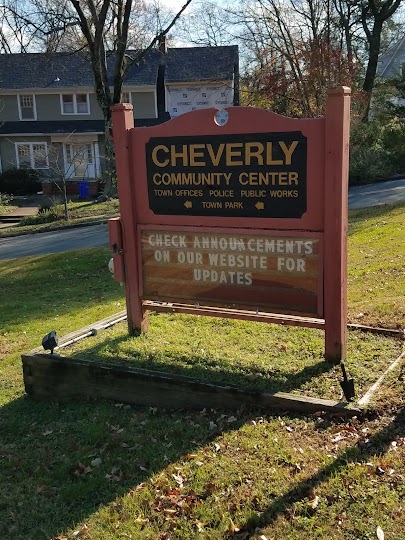 CHEVERLY
COMMUNITY CENTER
TOWN OFFICES POLICE PUBLIC WORKS
TOWN PARK
CHECK ANNOUNCEMENTS
ON OUR WEBSITE FOR
UPDATES